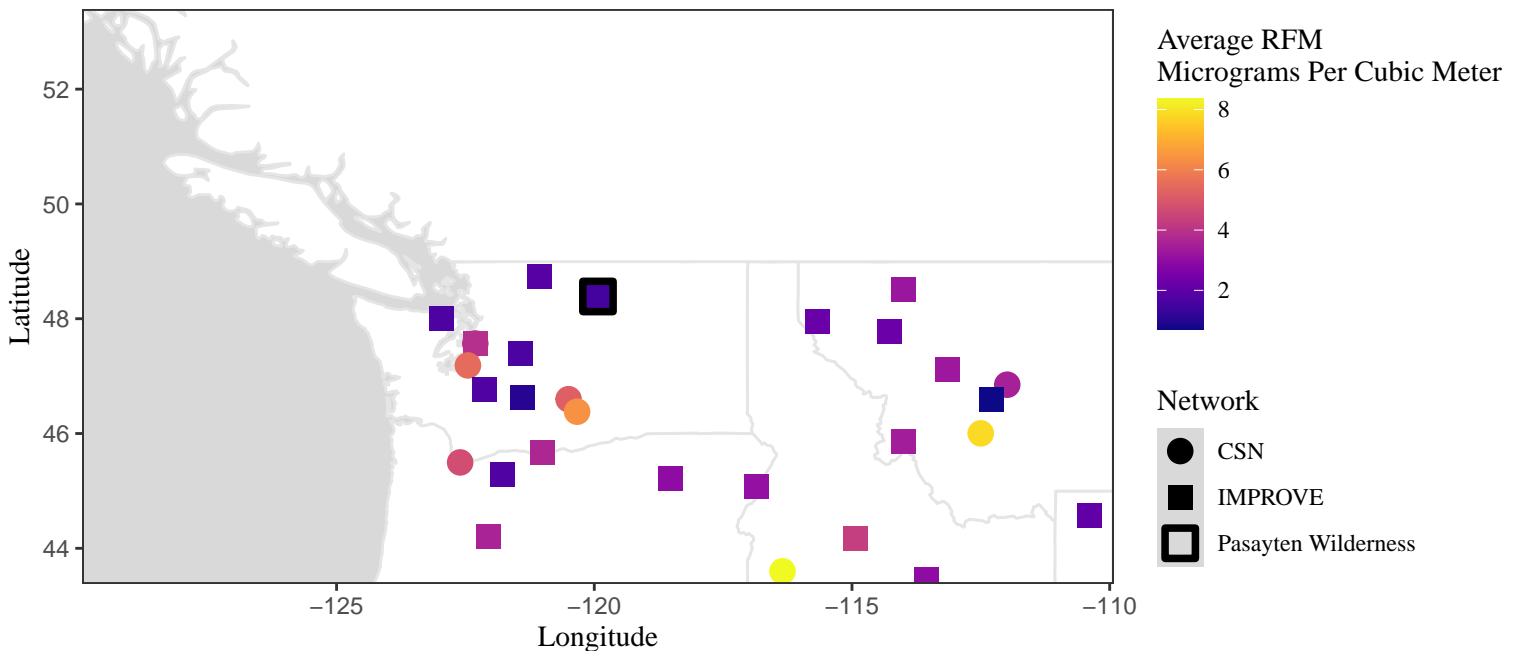 Latitude
52
50
48
46
44
−125
−120
−115
−110
Longitude
Average RFM
Micrograms Per Cubic Meter
8
6
4
2
Network
CSN
IMPROVE
Pasayten Wilderness